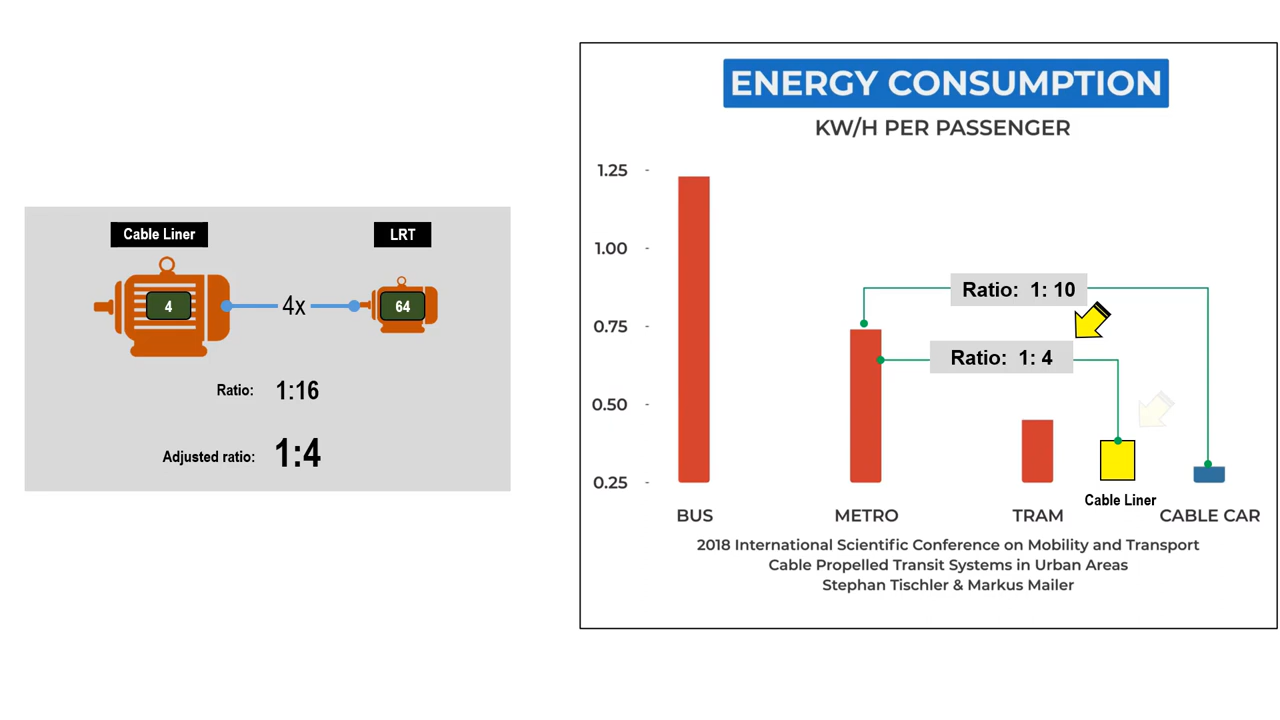 Cable Liner
LRT
4
4x
64
Ratio: 1:16
Adjusted ratio: 1:4
ENERGY CONSUMPTION
KW/H PER PASSENGER
1.25 -
1.00 -
0.75 -
0.50 -
0.25 -
Ratio: 1: 10
Ratio: 1: 4
Cable Liner
BUS
METRO
TRAM
CABLE CAR
2018 International Scientific Conference on Mobility and Transport
Cable Propelled Transit Systems in Urban Areas
Stephan Tischler & Markus Mailer